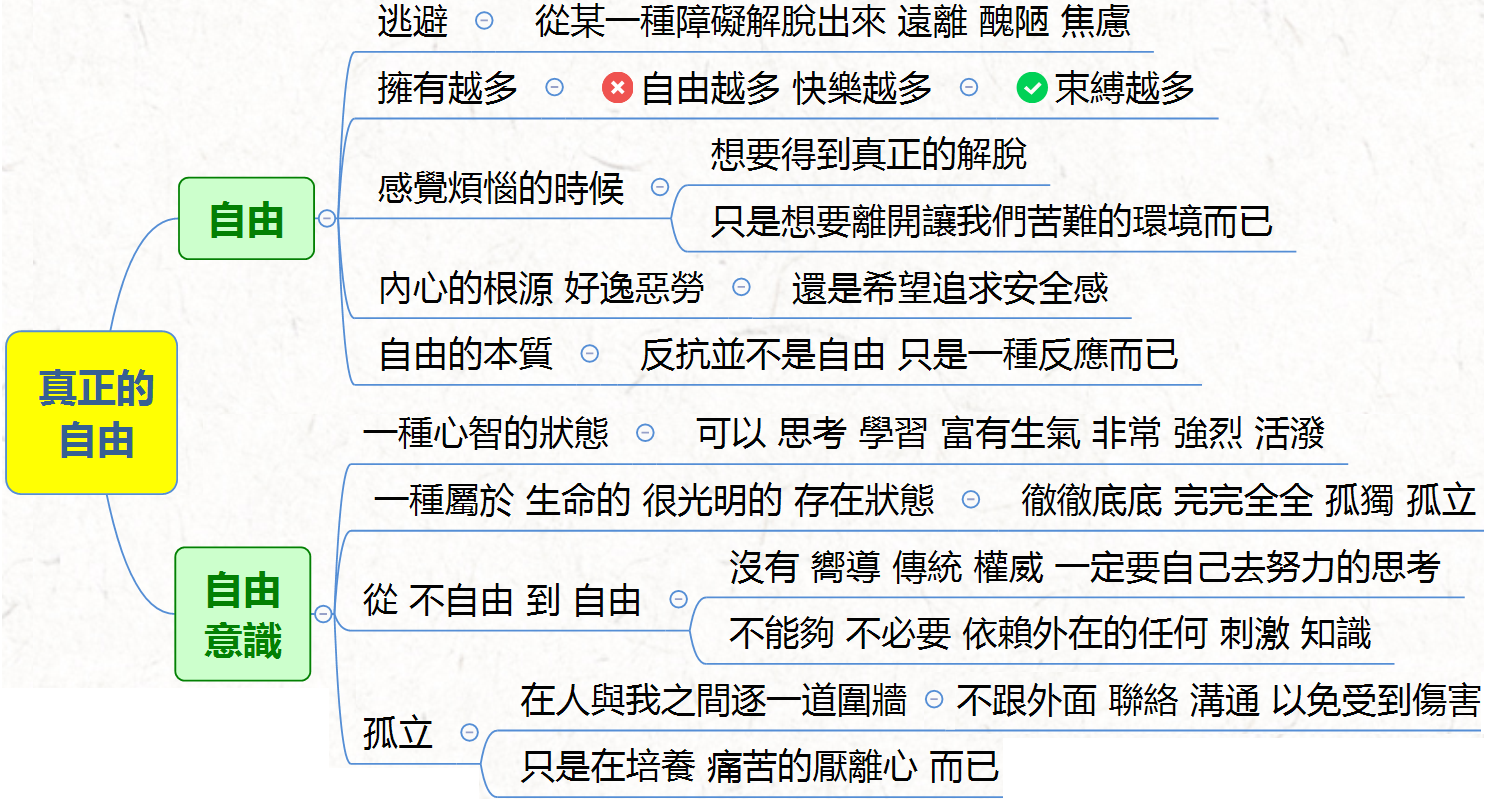 真正的
自由
自由
逃避 從某一種障礙解脫出來 遠離 醜陋 焦慮
擁有越多 自由越多 快樂越多 束縛越多
感覺煩惱的時候
想要得到真正的解脫
只是想要離開讓我們苦難的環境而已
內心的根源 好逸惡勞 還是希望追求安全感
自由的本質 反抗並不是自由 只是一種反應而已
自由
意識
一種心智的狀態 可以 思考 學習 富有生氣 非常 強烈 活潑
一種屬於 生命的 很光明的 存在狀態 徹徹底底 完完全全 孤獨 孤立
從 不自由 到 自由
沒有 嚮導 傳統 權威 一定要自己去努力的思考
不能夠 不必要 依賴外在的任何 刺激 知識
孤立
在人與我之間逐一道圍牆 不跟外面 聯絡 溝通 以免受到傷害
只是在培養 痛苦的厭離心 而已